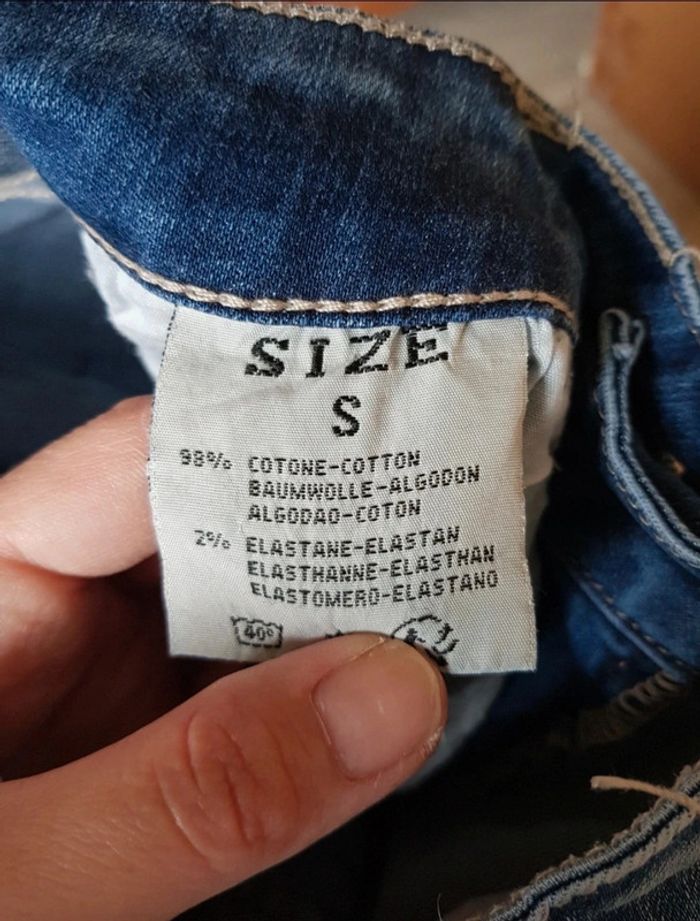 SIZE
S
98% COTONE-COTTON
BAUMWOLLE-ALGODON
ALGODAO-COTON
2% ELASTANE-ELASTAN
ELASTHANNE-ELASTHAN
ELASTOMERO-ELASTANO
40°